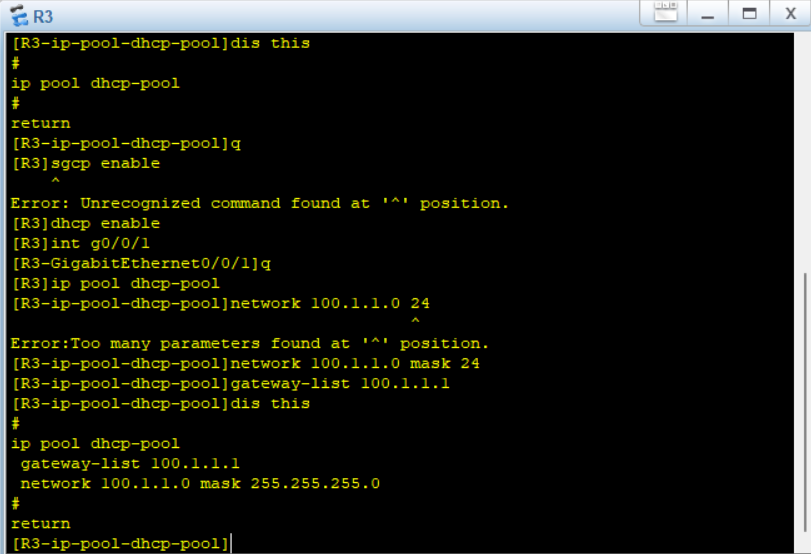 R3
[R3-ip-pool-dhcp-pool]dis this
#
ip pool dhcp-pool
#
return
[R3-ip-pool-dhcp-pool]q
[R3]sgcp enable
^
Error: Unrecognized command found at '^' position.
[R3]dhcp enable
[R3]int g0/0/1
[R3-GigabitEthernet0/0/1]q
[R3]ip pool dhcp-pool
[R3-ip-pool-dhcp-pool]network 100.1.1.0 24
^
Error:Too many parameters found at '^' position.
[R3-ip-pool-dhcp-pool]network 100.1.1.0 mask 24
[R3-ip-pool-dhcp-pool]gateway-list 100.1.1.1
[R3-ip-pool-dhcp-pool]dis this
#
ip pool dhcp-pool
 gateway-list 100.1.1.1
 network 100.1.1.0 mask 255.255.255.0
#
return
[R3-ip-pool-dhcp-pool]